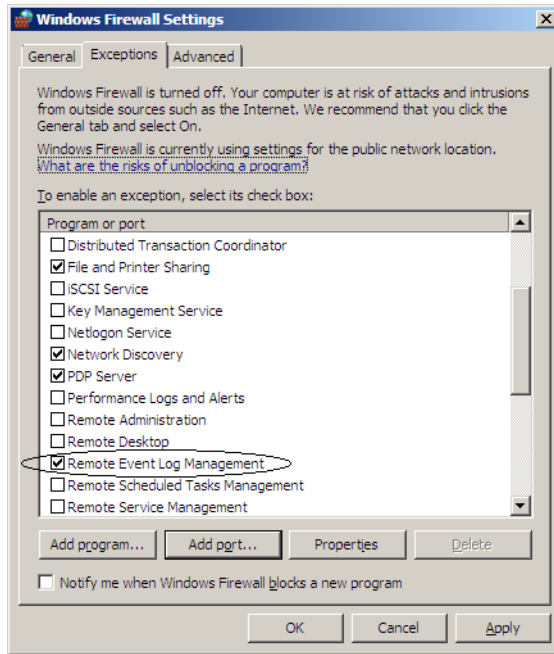 Windows Firewall Settings
General Exceptions Advanced
Windows Firewall is turned off. Your computer is at risk of attacks and intrusions
from outside sources such as the Internet. We recommend that you click the
General tab and select On.
Windows Firewall is currently using settings for the public network location.
What are the risks of unblocking a program?
To enable an exception, select its check box:
Program or port
Distributed Transaction Coordinator
File and Printer Sharing
iSCSI Service
Key Management Service
Netlogon Service
Network Discovery
PDP Server
Performance Logs and Alerts
Remote Administration
Remote Desktop
Remote Event Log Management
Remote Scheduled Tasks Management
Remote Service Management
Add program... Add port... Properties Delete
Notify me when Windows Firewall blocks a new program
OK Cancel Apply